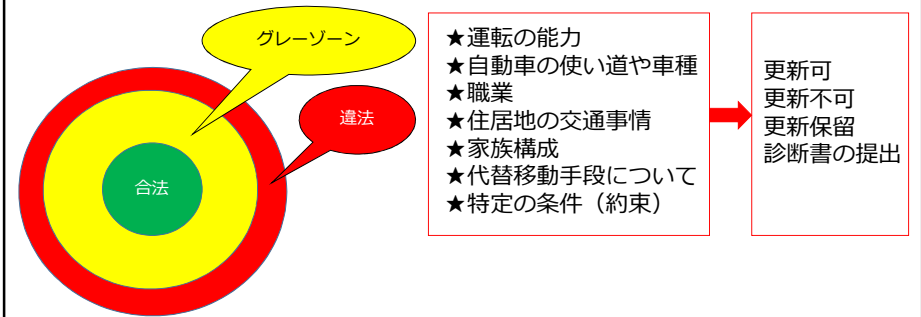 グレーゾーン
違法
合法
★運転の能力
★自動車の使い道や車種
★職業
★住居地の交通事情
★家族構成
★代替移動手段について
★特定の条件（約束）
更新可
更新不可
更新保留
診断書の提出